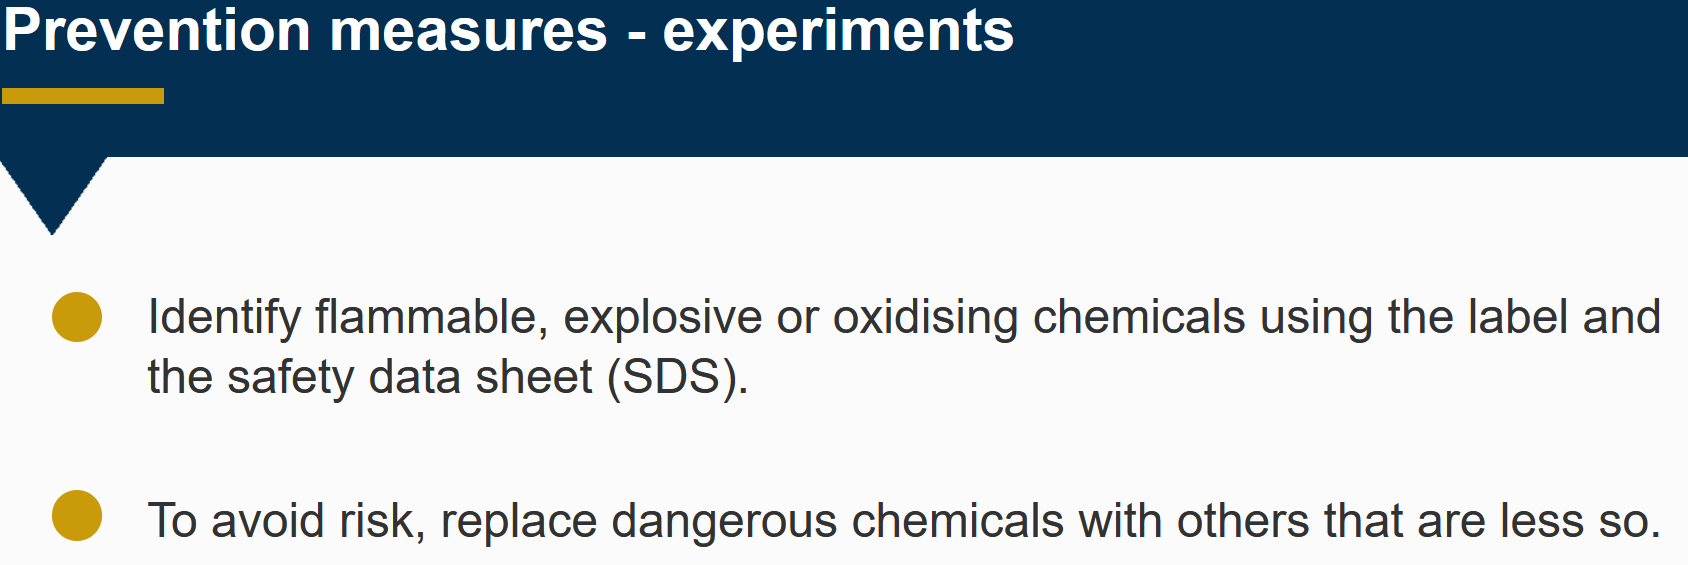 Prevention measures - experiments
Identify flammable, explosive or oxidising chemicals using the label and
the safety data sheet (SDS).
To avoid risk, replace dangerous chemicals with others that are less so.